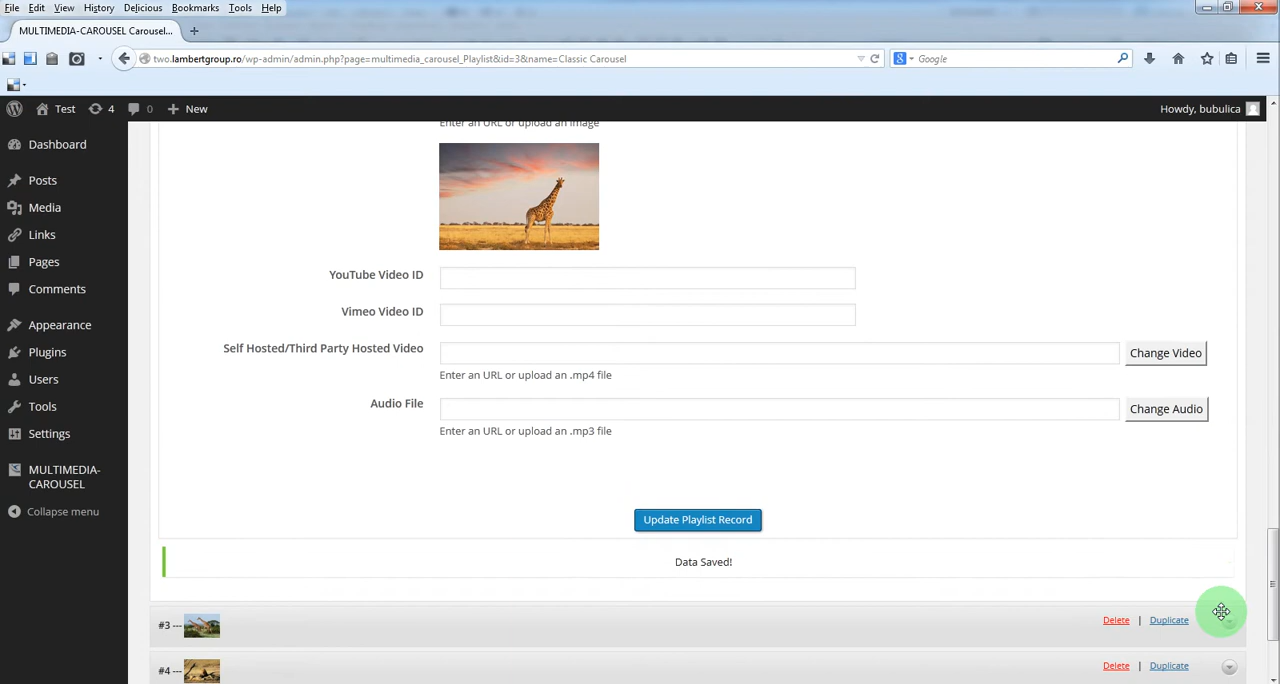 File Edit View History Delicious Bookmarks Tools Help
MULTIMEDIA-CAROUSEL Carousel...
two.lambertgroup.ro/wp-admin/admin.php?page=multimedia_carousel_Playlist&id=3&name=Classic Carousel
Google
Test 4 0 New Howdy, bubulica
Enter an URL or upload an image
Dashboard
Posts
Media
Links
Pages
Comments
Appearance
Plugins
Users
Tools
Settings
MULTIMEDIA-
CAROUSEL
Collapse menu
YouTube Video ID
Vimeo Video ID
Self Hosted/Third Party Hosted Video Change Video
Enter an URL or upload an .mp4 file
Audio File Change Audio
Enter an URL or upload an .mp3 file
Update Playlist Record
Data Saved!
#3 --- Delete | Duplicate
#4 --- Delete | Duplicate